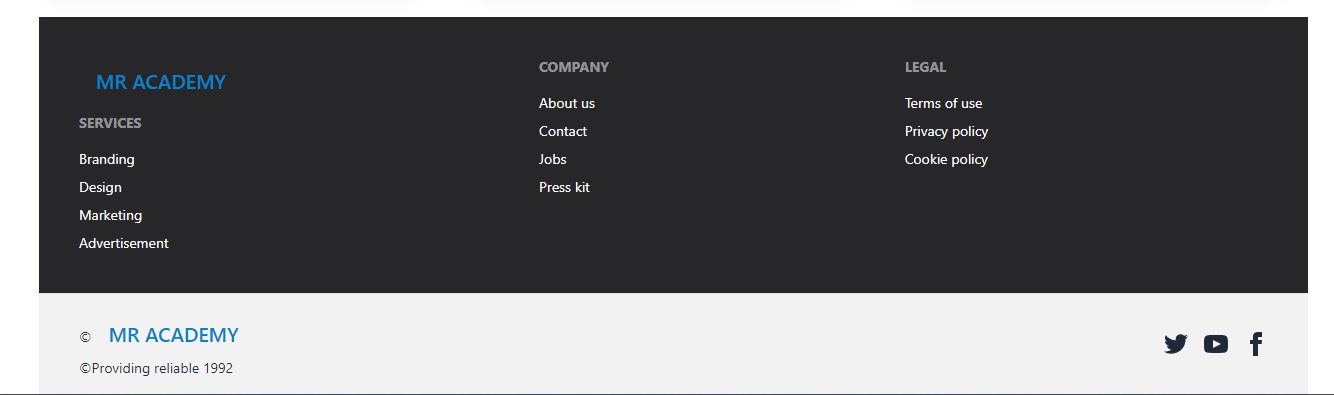 MR ACADEMY
SERVICES
Branding
Design
Marketing
Advertisement
COMPANY
About us
Contact
Jobs
Press kit
LEGAL
Terms of use
Privacy policy
Cookie policy
© MR ACADEMY
©Providing reliable 1992